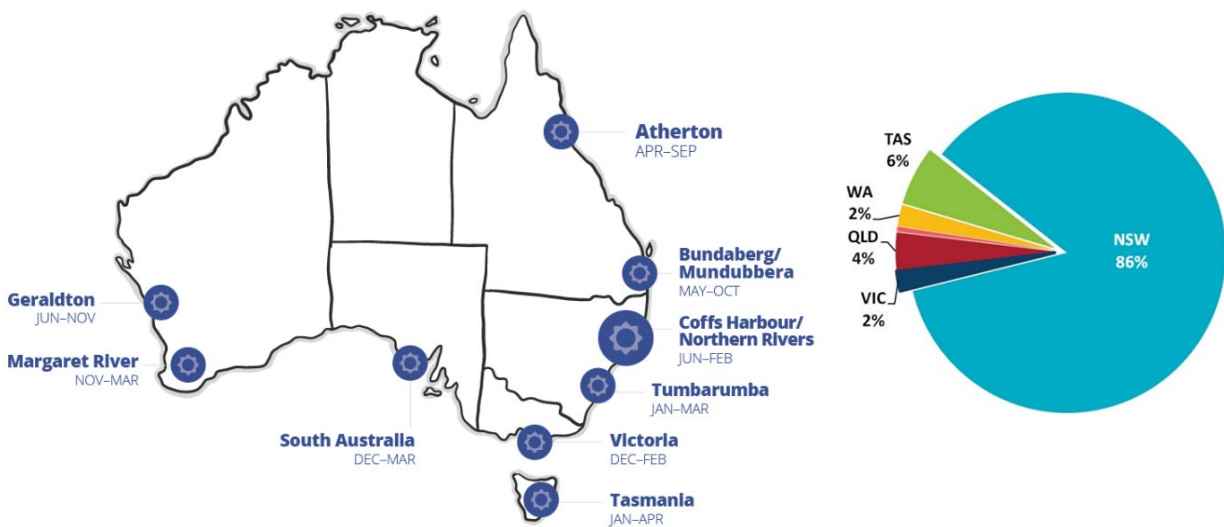 Atherton
APR–SEP
Bundaberg/
Mundubbera
MAY–OCT
Geraldton
JUN–NOV
Coffs Harbour/
Northern Rivers
JUN–FEB
Margaret River
NOV–MAR
Tumbarumba
JAN–MAR
South Australia
DEC–MAR
Victoria
DEC–FEB
Tasmania
JAN–APR
TAS
6%
WA
2%
QLD
4%
VIC
2%
NSW
86%